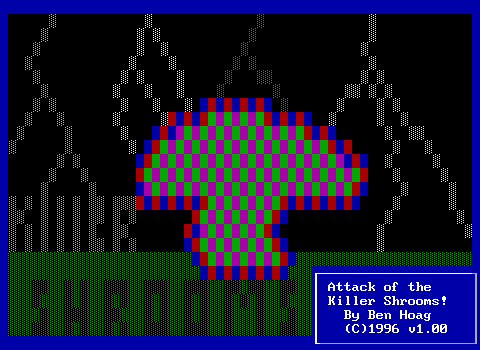 Attack of the
Killer Shrooms!
By Ben Hoag
(C)1996 v1.00